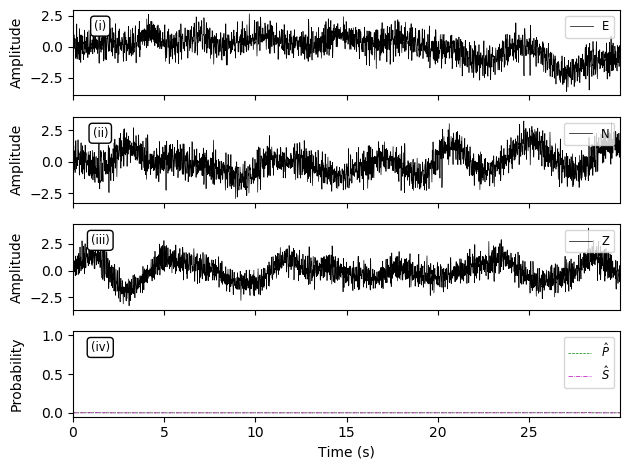 2.5
0.0
−2.5
Amplitude
(i)
E
2.5
0.0
−2.5
Amplitude
(ii)
N
2.5
0.0
−2.5
Amplitude
(iii)
Z
1.0
0.5
0.0
Probability
(iv)
P̂
Ŝ
0 5 10 15 20 25
Time (s)